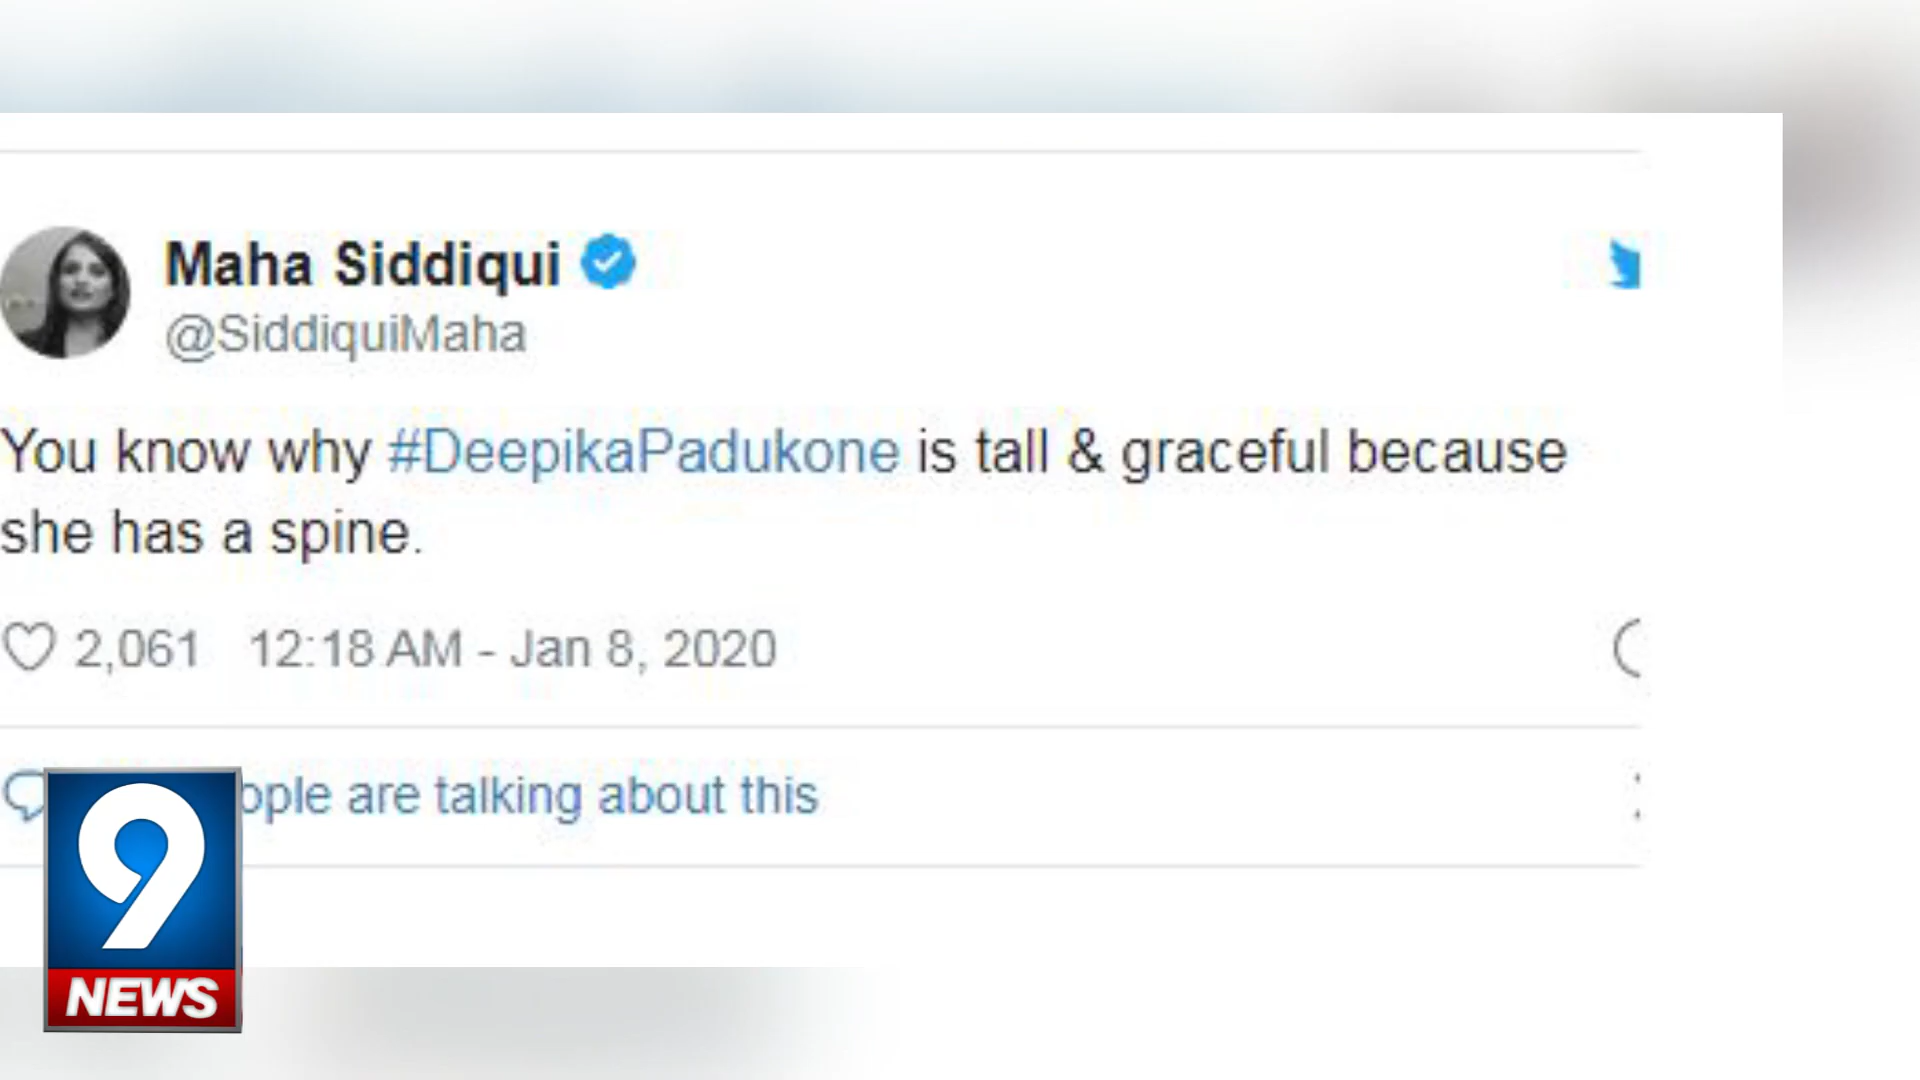 Maha Siddiqui
@SiddiquiMaha
You know why #DeepikaPadukone is tall & graceful because
she has a spine.
2,061 12:18 AM - Jan 8, 2020
are talking about this
9
NEWS